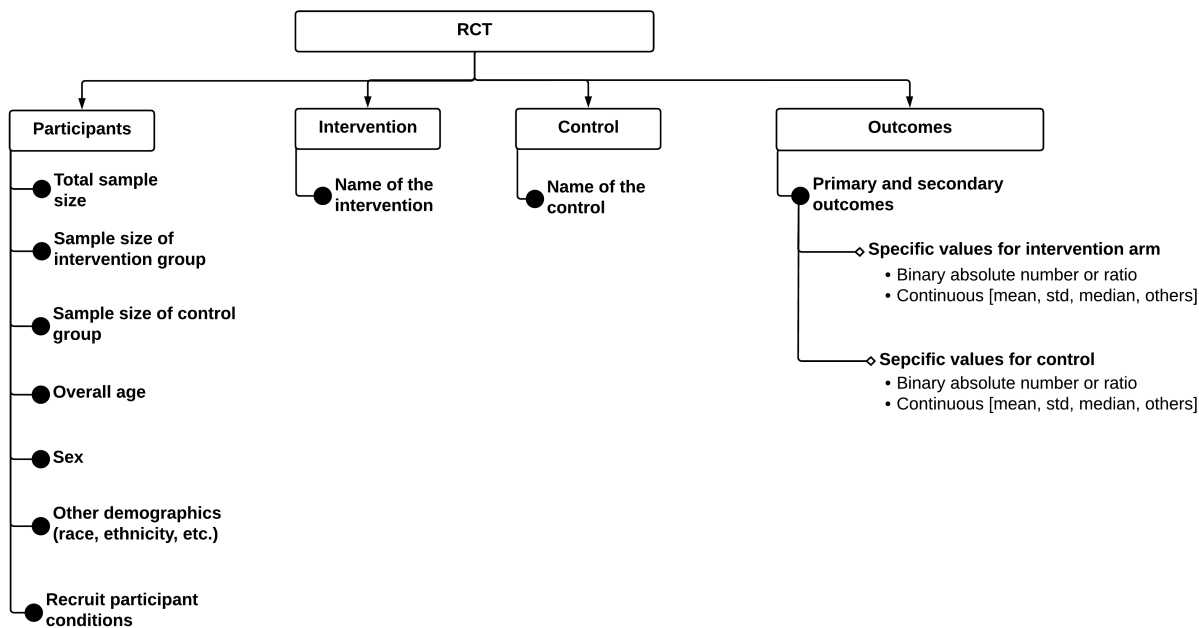 RCT
Participants
Total sample
size
Sample size of
intervention group
Sample size of control
group
Overall age
Sex
Other demographics
(race, ethnicity, etc.)
Recruit participant
conditions
Intervention
Name of the
intervention
Control
Name of the
control
Outcomes
Primary and secondary
outcomes
Specific values for intervention arm
• Binary absolute number or ratio
• Continuous [mean, std, median, others]
Sepcific values for control
• Binary absolute number or ratio
• Continuous [mean, std, median, others]